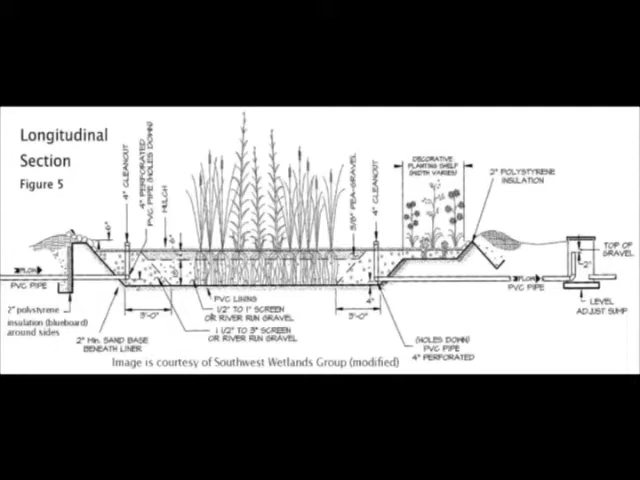 Longitudinal
Section
Figure 5
4" CLEANOUT
4" PERFORATED
PVC PIPE (HOLES DOWN)
MULCH
6"
3/8" PEA-GRAVEL
4" CLEANOUT
DECORATIVE
PLANTING SHELF
(WIDTH VARIES)
2" POLYSTYRENE
INSULATION
TOP OF
GRAVEL
2"
FLOW
PVC PIPE
FLOW
PVC PIPE
LEVEL
ADJUST SUMP
2" polystyrene
insulation (blueboard)
around sides
3'-0"
PVC LINING
1/2" TO 1" SCREEN
OR RIVER RUN GRAVEL
1 1/2" TO 3" SCREEN
OR RIVER RUN GRAVEL
3'-0"
4"
2" Min. SAND BASE
BENEATH LINER
(HOLES DOWN)
PVC PIPE
4" PERFORATED
Image is courtesy of Southwest Wetlands Group (modified)